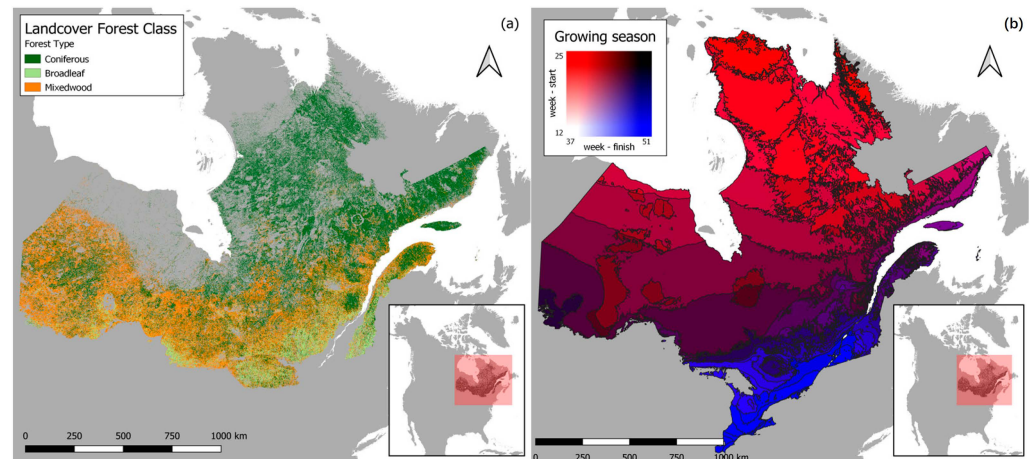 (a)
Landcover Forest Class
Forest Type
Coniferous
Broadleaf
Mixedwood
0 250 500 750 1000 km
(b)
Growing season
25
week - start
12
37 51
week - finish
0 250 500 750 1000 km